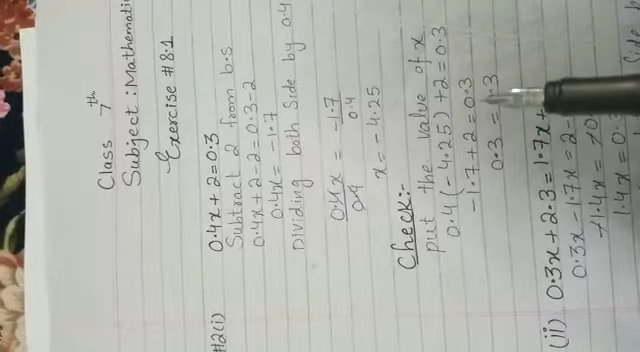 Class 7th
Subject : Mathemati
Exercise #8.1
#2(i) 0.4x + 2 = 0.3
Subtract 2 from b.s
0.4x + 2 - 2 = 0.3 - 2
0.4x = -1.7
Dividing both side by 0.4
0.4x/0.4 = -1.7/0.4
x = -4.25
Check:-
put the value of x
0.4(-4.25) + 2 = 0.3
-1.7 + 2 = 0.3
0.3 = 0.3
(ii) 0.3x + 2.3 = 1.7x +
0.3x - 1.7x = 2 -
-1.4x =
1.4x = 0.3
Side b